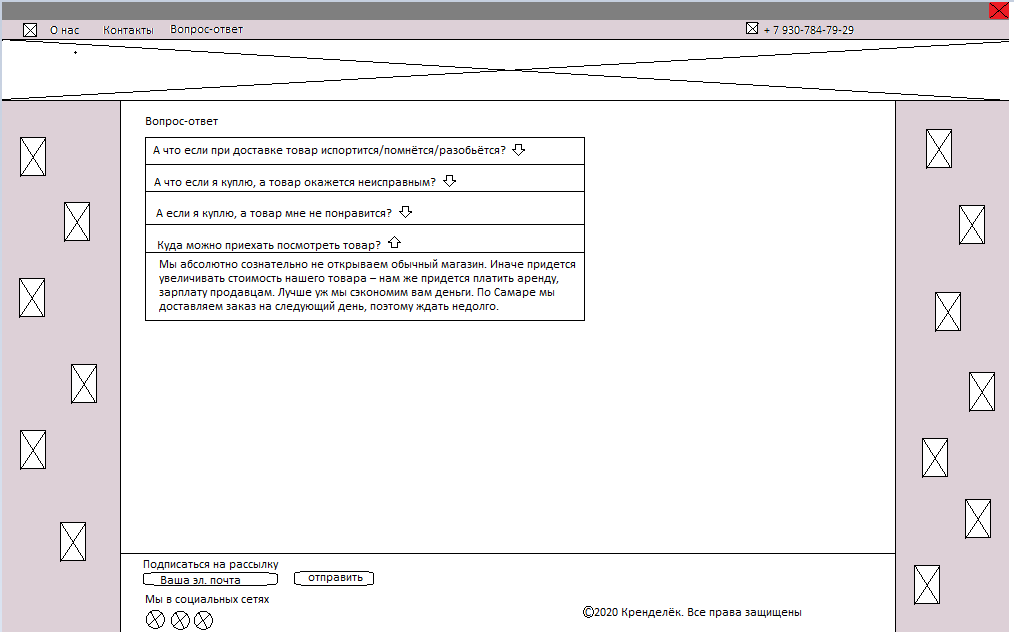 О нас Контакты Вопрос-ответ + 7 930-784-79-29
Вопрос-ответ
А что если при доставке товар испортится/помнётся/разобьётся?
А что если я куплю, а товар окажется неисправным?
А если я куплю, а товар мне не понравится?
Куда можно приехать посмотреть товар?
Мы абсолютно сознательно не открываем обычный магазин. Иначе придется
увеличивать стоимость нашего товара – нам же придется платить аренду,
зарплату продавцам. Лучше уж мы сэкономим вам деньги. По Самаре мы
доставляем заказ на следующий день, поэтому ждать недолго.
Подписаться на рассылку
Ваша эл. почта отправить
Мы в социальных сетях
©2020 Кренделёк. Все права защищены